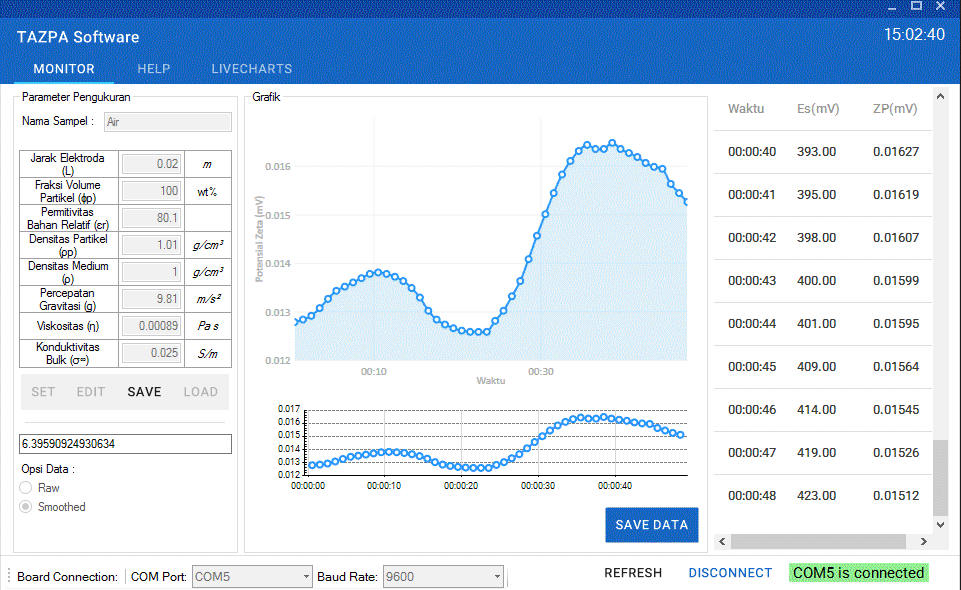 TAZPA Software
15:02:40
MONITOR HELP LIVECHARTS
Parameter Pengukuran
Nama Sampel : Air
Jarak Elektroda (L) 0.02 m
Fraksi Volume Partikel (ϕp) 100 wt%
Permitivitas Bahan Relatif (εr) 80.1
Densitas Partikel (ρp) 1.01 g/cm³
Densitas Medium (ρ) 1 g/cm³
Percepatan Gravitasi (g) 9.81 m/s²
Viskositas (η) 0.00089 Pa s
Konduktivitas Bulk (σ∞) 0.025 S/m
SET EDIT SAVE LOAD
6.39590924930634
Opsi Data :
Raw
Smoothed
Grafik
Potensial Zeta (mV)
0.016
0.015
0.014
0.013
0.012
00:10 00:30
Waktu
0.017
0.016
0.015
0.014
0.013
0.012
00:00:00 00:00:10 00:00:20 00:00:30 00:00:40
SAVE DATA
Waktu Es(mV) ZP(mV)
00:00:40 393.00 0.01627
00:00:41 395.00 0.01619
00:00:42 398.00 0.01607
00:00:43 400.00 0.01599
00:00:44 401.00 0.01595
00:00:45 409.00 0.01564
00:00:46 414.00 0.01545
00:00:47 419.00 0.01526
00:00:48 423.00 0.01512
Board Connection: COM Port: COM5 Baud Rate: 9600
REFRESH DISCONNECT COM5 is connected